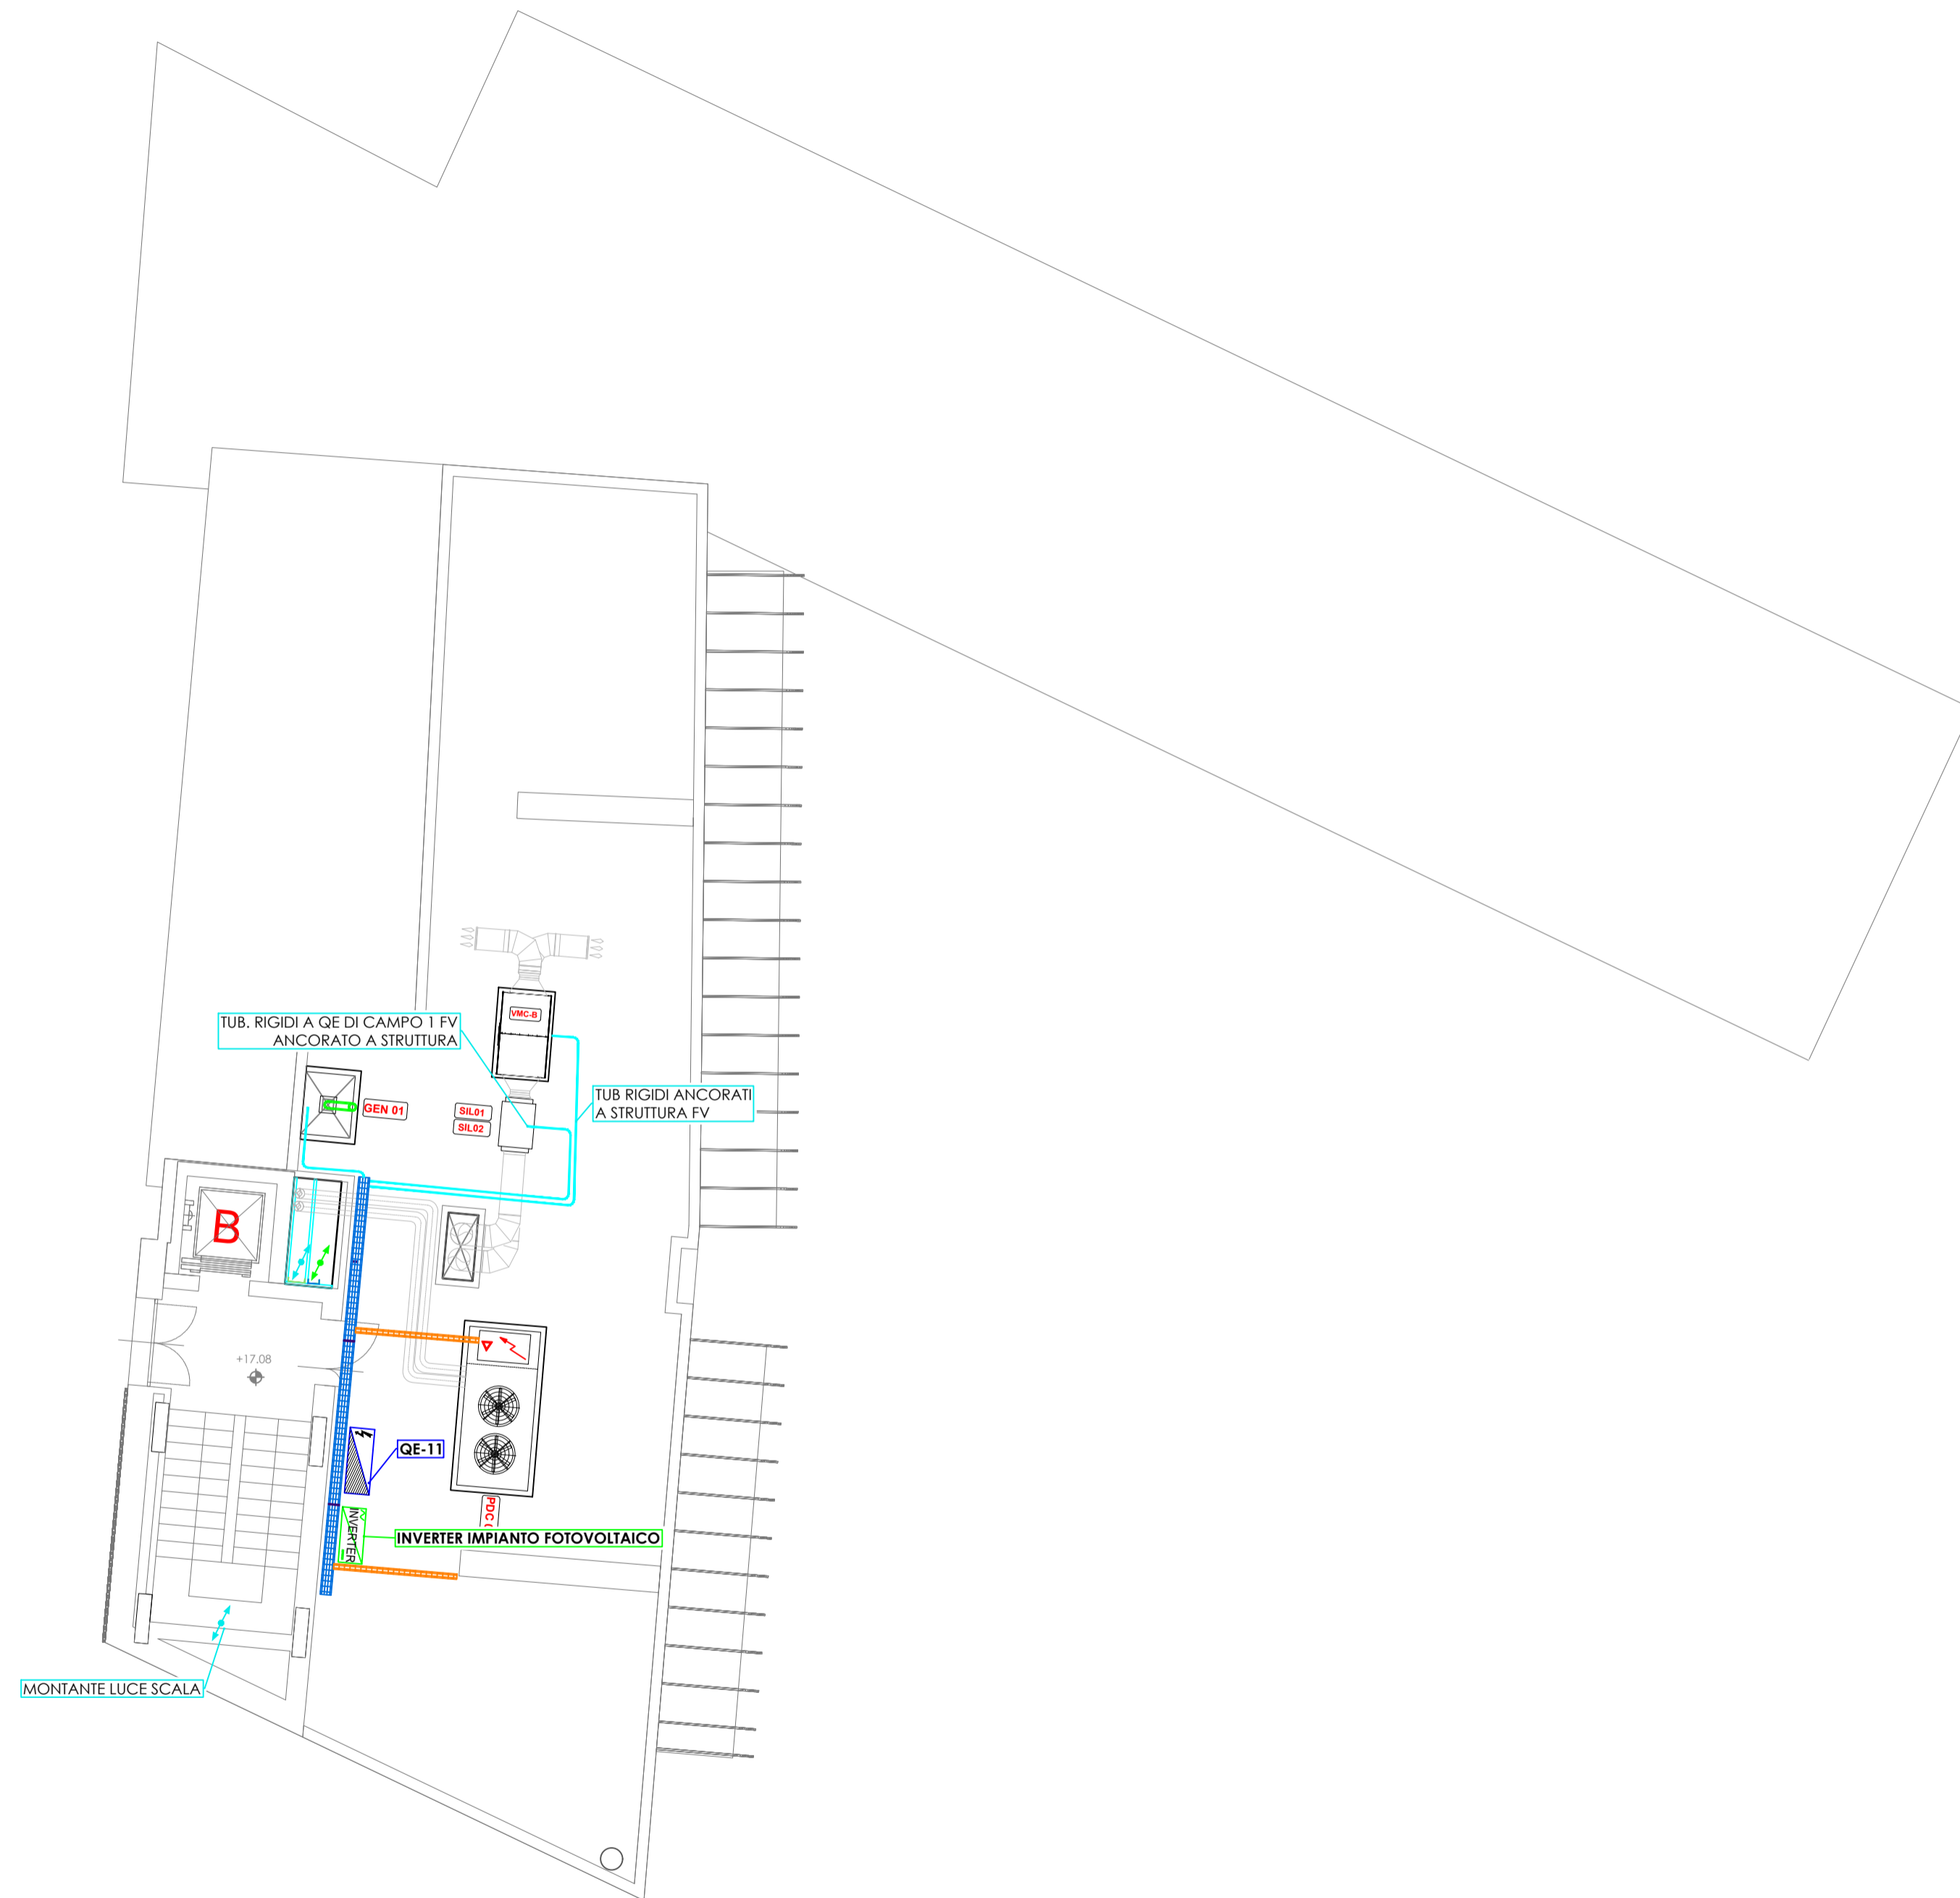 VMC-B
TUB. RIGIDI A QE DI CAMPO 1 FV
ANCORATO A STRUTTURA
TUB RIGIDI ANCORATI
A STRUTTURA FV
GEN 01
SIL01
SIL02
B
+17.08
QE-11
PDC
INVERTER
INVERTER IMPIANTO FOTOVOLTAICO
MONTANTE LUCE SCALA